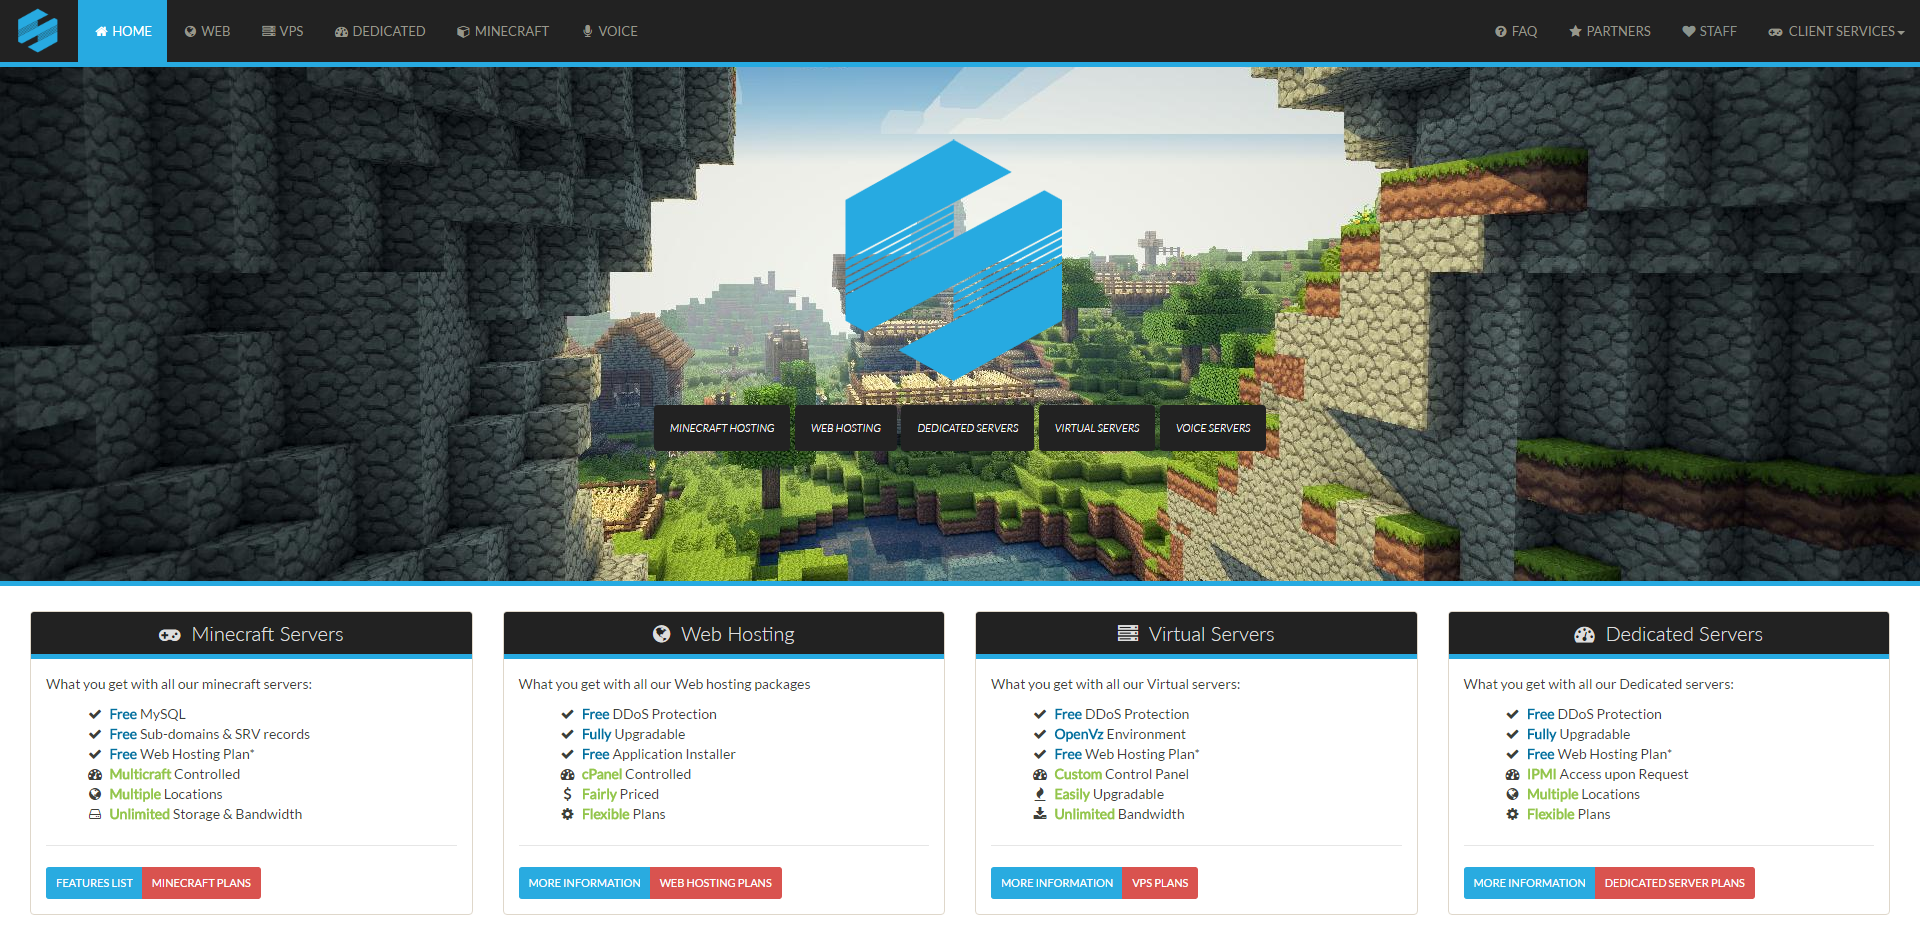 HOME WEB VPS DEDICATED MINECRAFT VOICE FAQ PARTNERS STAFF CLIENT SERVICES
MINECRAFT HOSTING WEB HOSTING DEDICATED SERVERS VIRTUAL SERVERS VOICE SERVERS
Minecraft Servers
What you get with all our minecraft servers:
Free MySQL
Free Sub-domains & SRV records
Free Web Hosting Plan*
Multicraft Controlled
Multiple Locations
Unlimited Storage & Bandwidth
FEATURES LIST MINECRAFT PLANS
Web Hosting
What you get with all our Web hosting packages
Free DDoS Protection
Fully Upgradable
Free Application Installer
cPanel Controlled
Fairly Priced
Flexible Plans
MORE INFORMATION WEB HOSTING PLANS
Virtual Servers
What you get with all our Virtual servers:
Free DDoS Protection
OpenVz Environment
Free Web Hosting Plan*
Custom Control Panel
Easily Upgradable
Unlimited Bandwidth
MORE INFORMATION VPS PLANS
Dedicated Servers
What you get with all our Dedicated servers:
Free DDoS Protection
Fully Upgradable
Free Web Hosting Plan*
IPMI Access upon Request
Multiple Locations
Flexible Plans
MORE INFORMATION DEDICATED SERVER PLANS